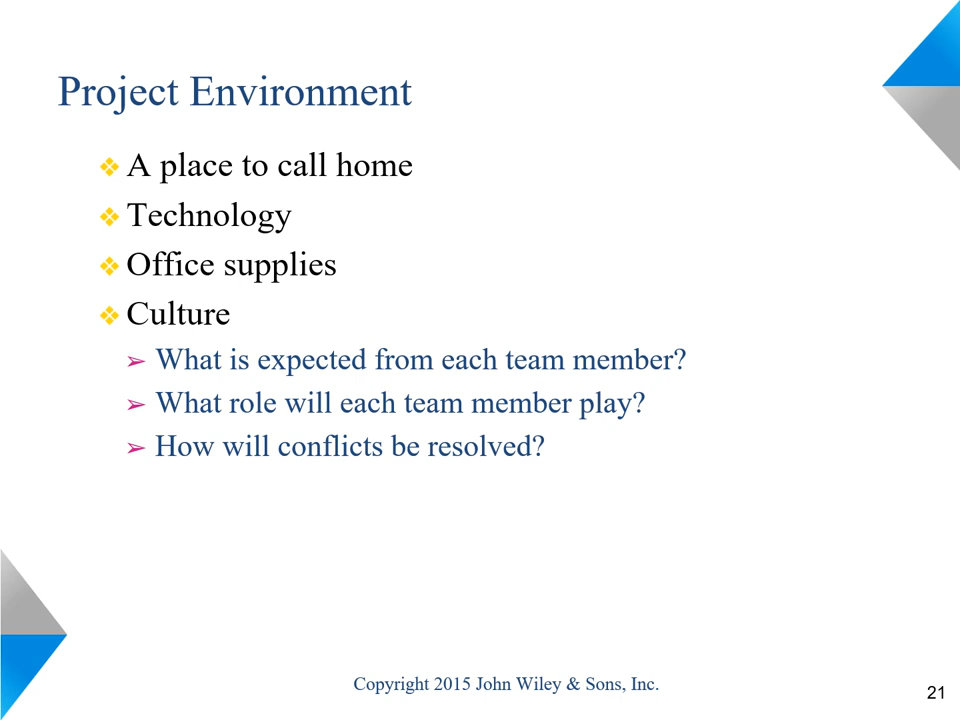 Project Environment
❖ A place to call home
❖ Technology
❖ Office supplies
❖ Culture
➢ What is expected from each team member?
➢ What role will each team member play?
➢ How will conflicts be resolved?
Copyright 2015 John Wiley & Sons, Inc.
21